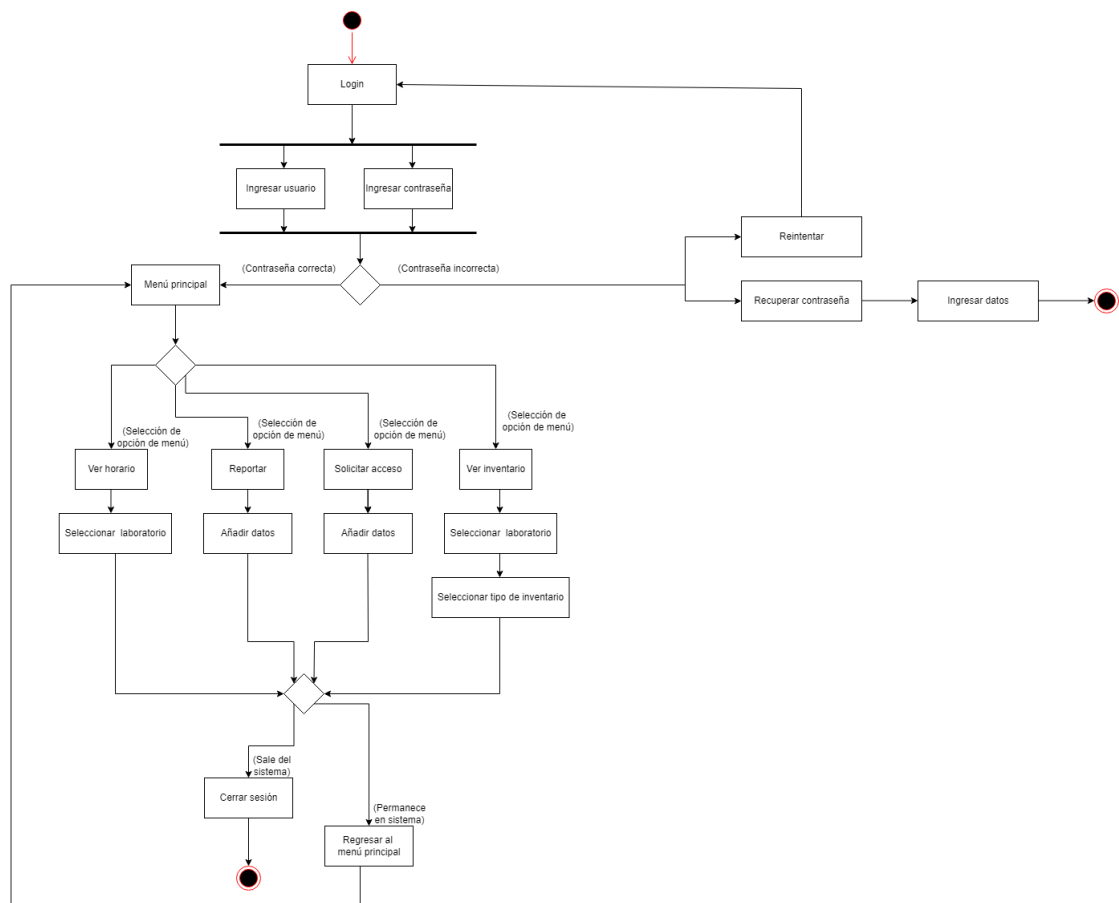 Login
Ingresar usuario
Ingresar contraseña
Reintentar
(Contraseña correcta)
(Contraseña incorrecta)
Menú principal
Recuperar contraseña
Ingresar datos
(Selección de
opción de menú)
(Selección de
opción de menú)
(Selección de
opción de menú)
(Selección de
opción de menú)
Ver horario
Reportar
Solicitar acceso
Ver inventario
Seleccionar laboratorio
Añadir datos
Añadir datos
Seleccionar laboratorio
Seleccionar tipo de inventario
(Sale del
sistema)
Cerrar sesión
(Permanece
en sistema)
Regresar al
menú principal